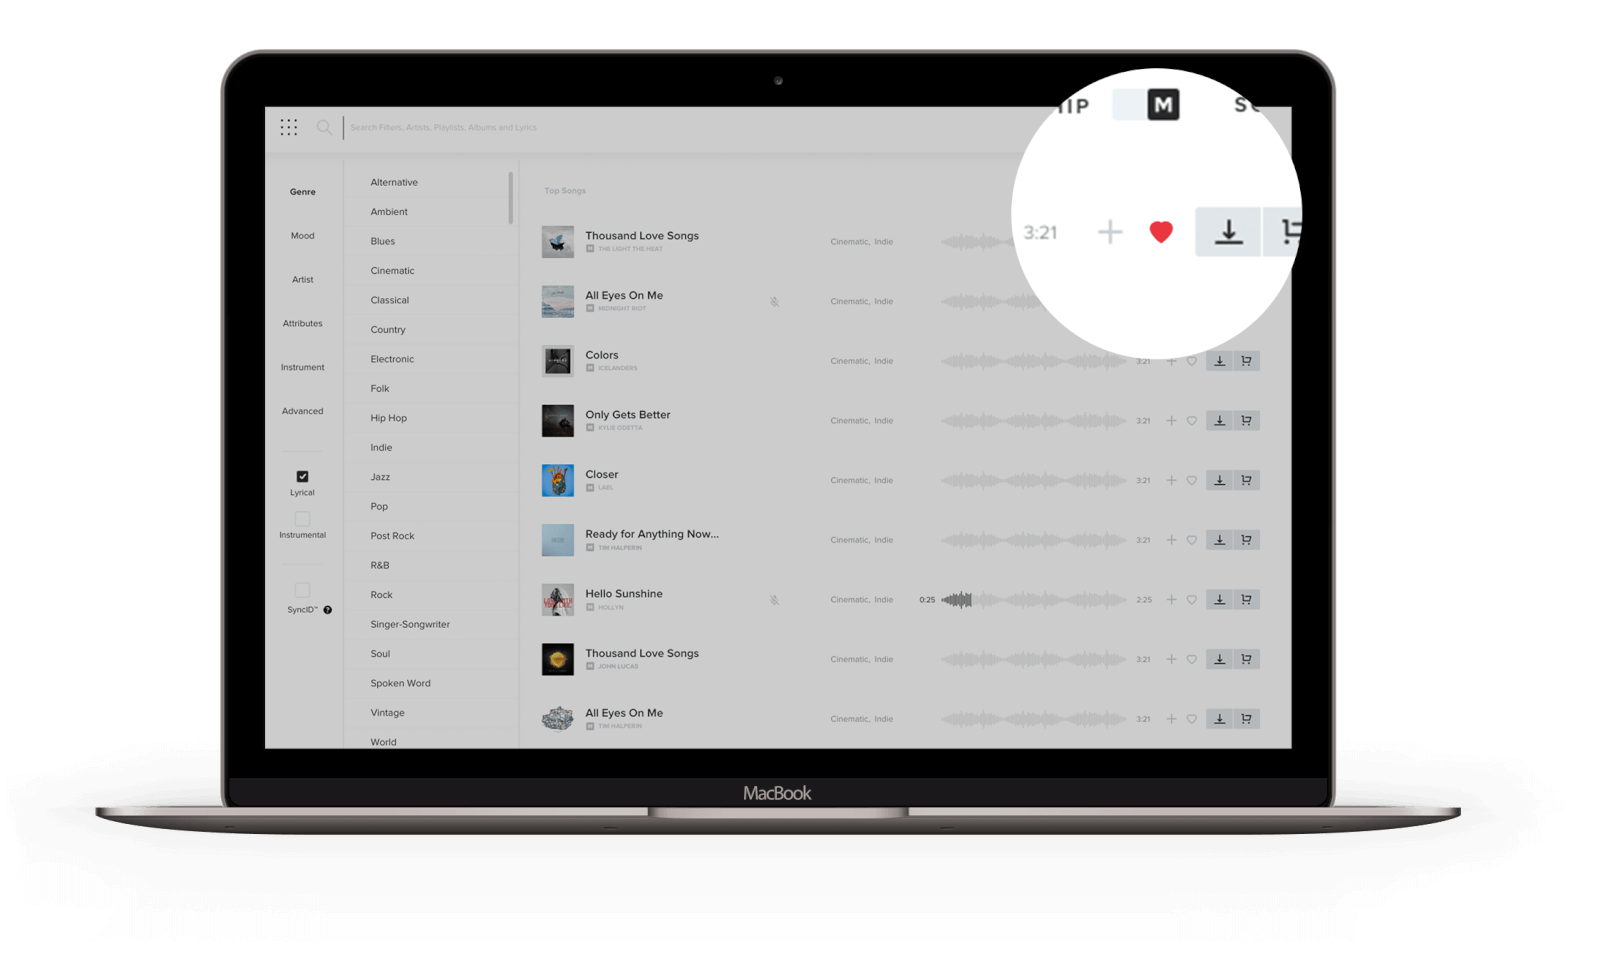 HIP M
Search Filters, Artists, Playlists, Albums and Lyrics
Genre
Mood
Artist
Attributes
Instrument
Advanced
Lyrical
Instrumental
SyncID™ ?
Alternative
Ambient
Blues
Cinematic
Classical
Country
Electronic
Folk
Hip Hop
Indie
Jazz
Pop
Post Rock
R&B
Rock
Singer-Songwriter
Soul
Spoken Word
Vintage
World
Top Songs
Thousand Love Songs
M THE LIGHT THE HEAT
Cinematic, Indie
3:21
All Eyes On Me
M MIDNIGHT RIOT
Cinematic, Indie
Colors
M ICELANDERS
Cinematic, Indie
3:21
Only Gets Better
M KYLIE ODETTA
Cinematic, Indie
3:21
Closer
M LAEL
Cinematic, Indie
3:21
Ready for Anything Now...
M TIM HALPERIN
Cinematic, Indie
3:21
Hello Sunshine
M HOLLYN
Cinematic, Indie
0:25
2:25
Thousand Love Songs
M JOHN LUCAS
Cinematic, Indie
3:21
All Eyes On Me
M TIM HALPERIN
Cinematic, Indie
3:21
MacBook